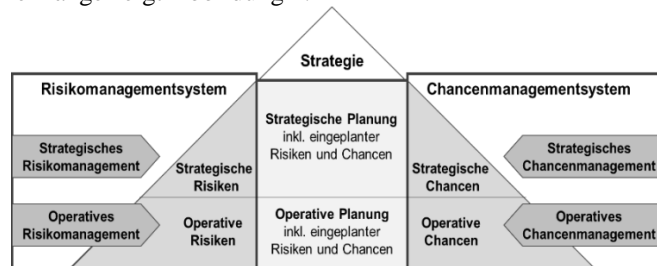 Strategie
Risikomanagementsystem
Chancenmanagementsystem
Strategisches
Risikomanagement
Strategische
Risiken
Strategische Planung
inkl. eingeplanter
Risiken und Chancen
Strategische
Chancen
Strategisches
Chancenmanagement
Operatives
Risikomanagement
Operative
Risiken
Operative Planung
inkl. eingeplanter
Risiken und Chancen
Operative
Chancen
Operatives
Chancenmanagement